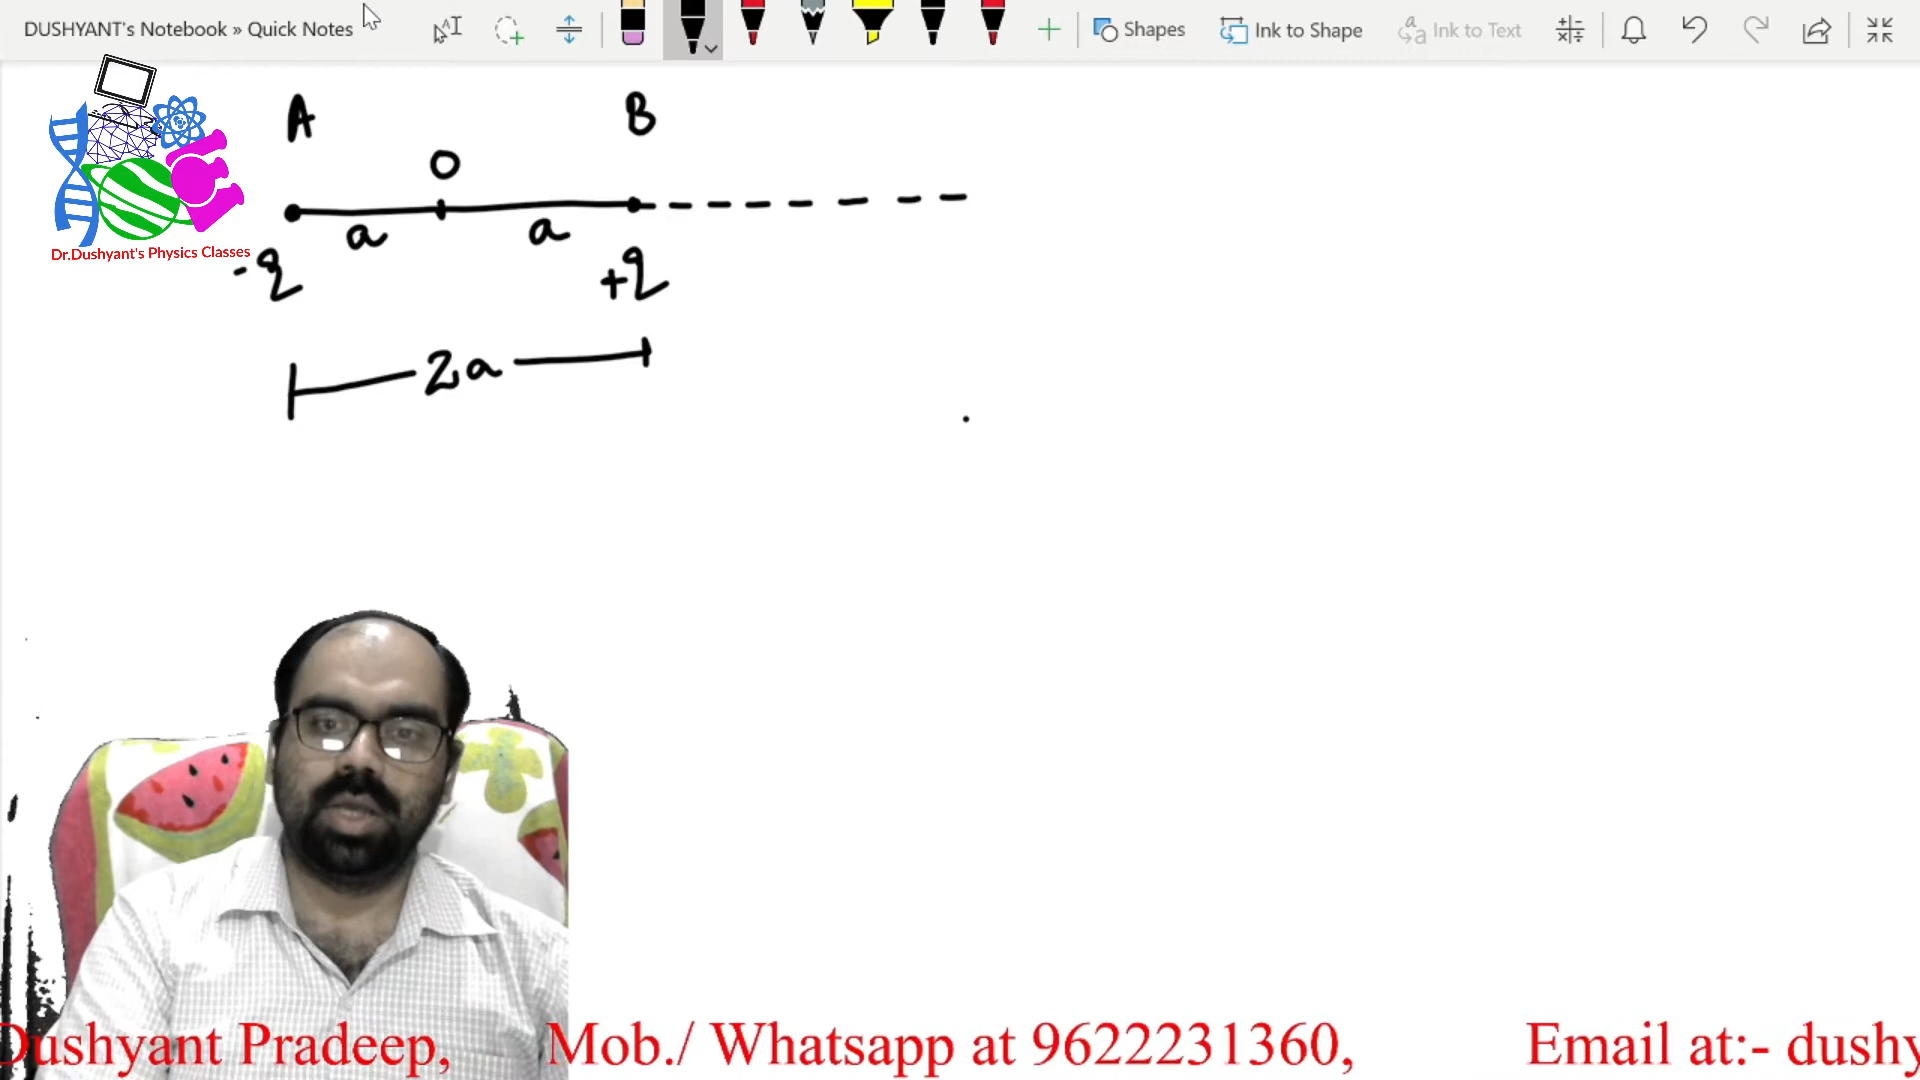 DUSHYANT's Notebook » Quick Notes
Shapes
Ink to Shape
Ink to Text
A
B
O
a
a
Dr.Dushyant's Physics Classes
-q
+q
2a
Dushyant Pradeep, Mob./ Whatsapp at 9622231360, Email at:- dushy